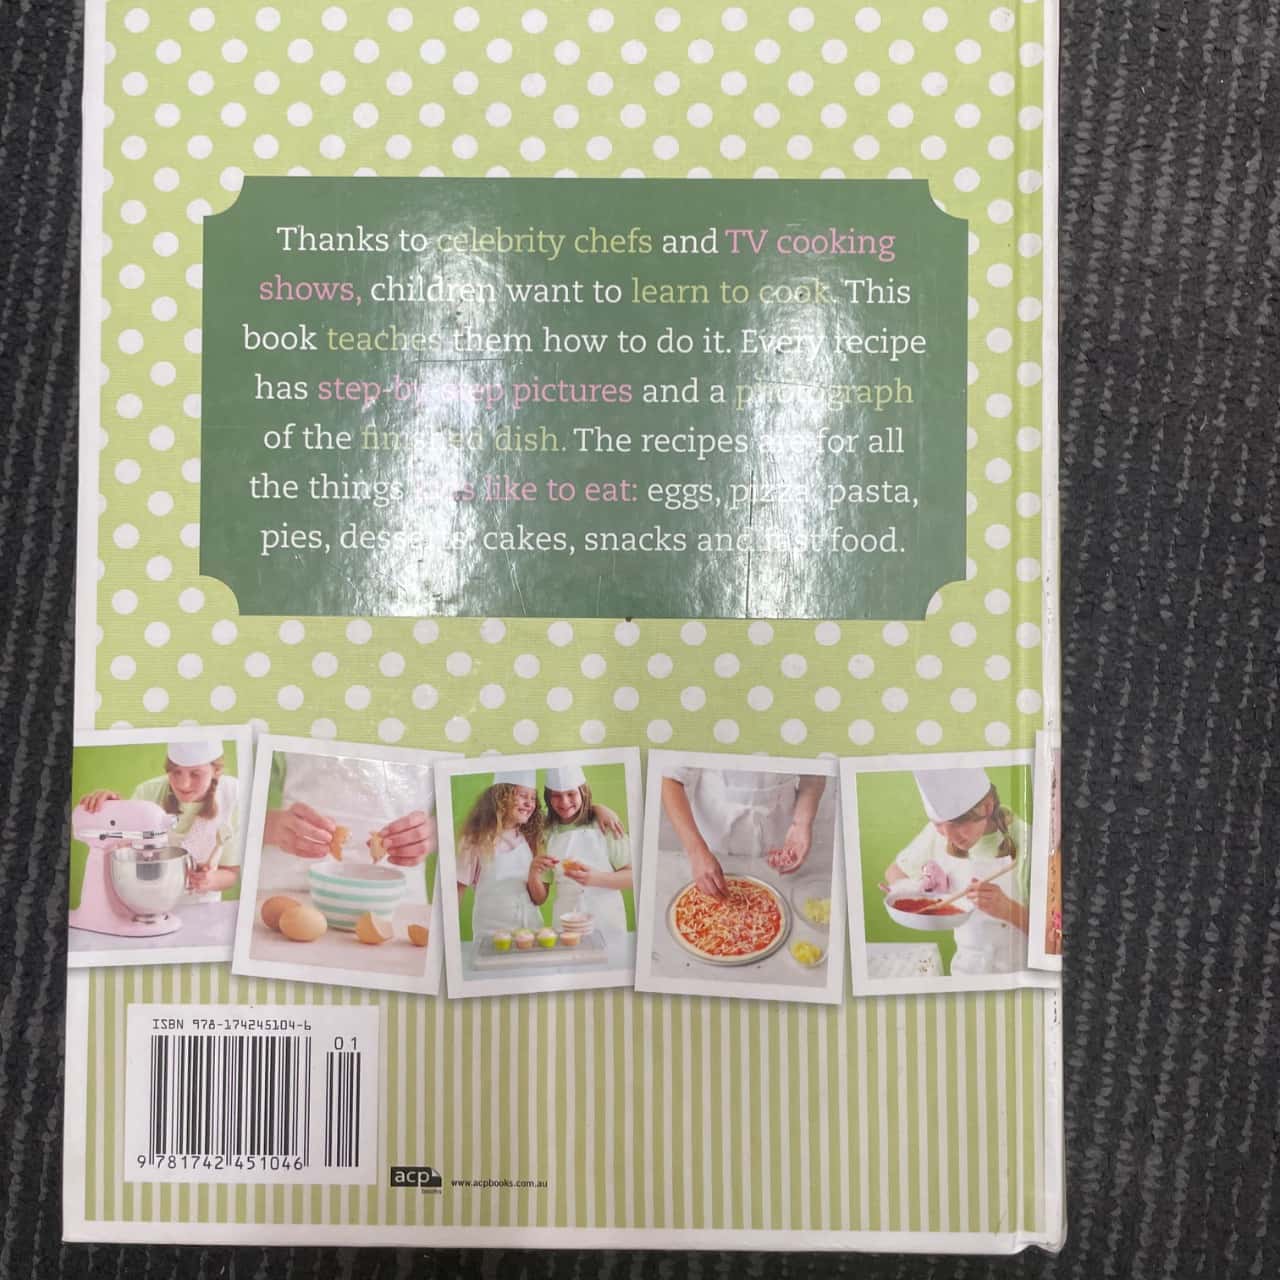 Thanks to celebrity chefs and TV cooking
shows, children want to learn to cook. This
book teaches them how to do it. Every recipe
has step-by-step pictures and a photograph
of the finished dish. The recipes are for all
the things kids like to eat: eggs, pizza, pasta,
pies, desserts, cakes, snacks and fast food.
ISBN 978-174245104-6
01
9 781742 451046
acp
books
www.acpbooks.com.au